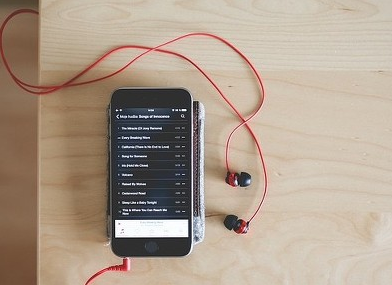 Moja muzika Songs of Innocence
The Miracle (Of Joey Ramone)
Every Breaking Wave
California (There Is No End to Love)
Song for Someone
Iris (Hold Me Close)
Volcano
Raised By Wolves
Cedarwood Road
Sleep Like a Baby Tonight
This Is Where You Can Reach Me
Now